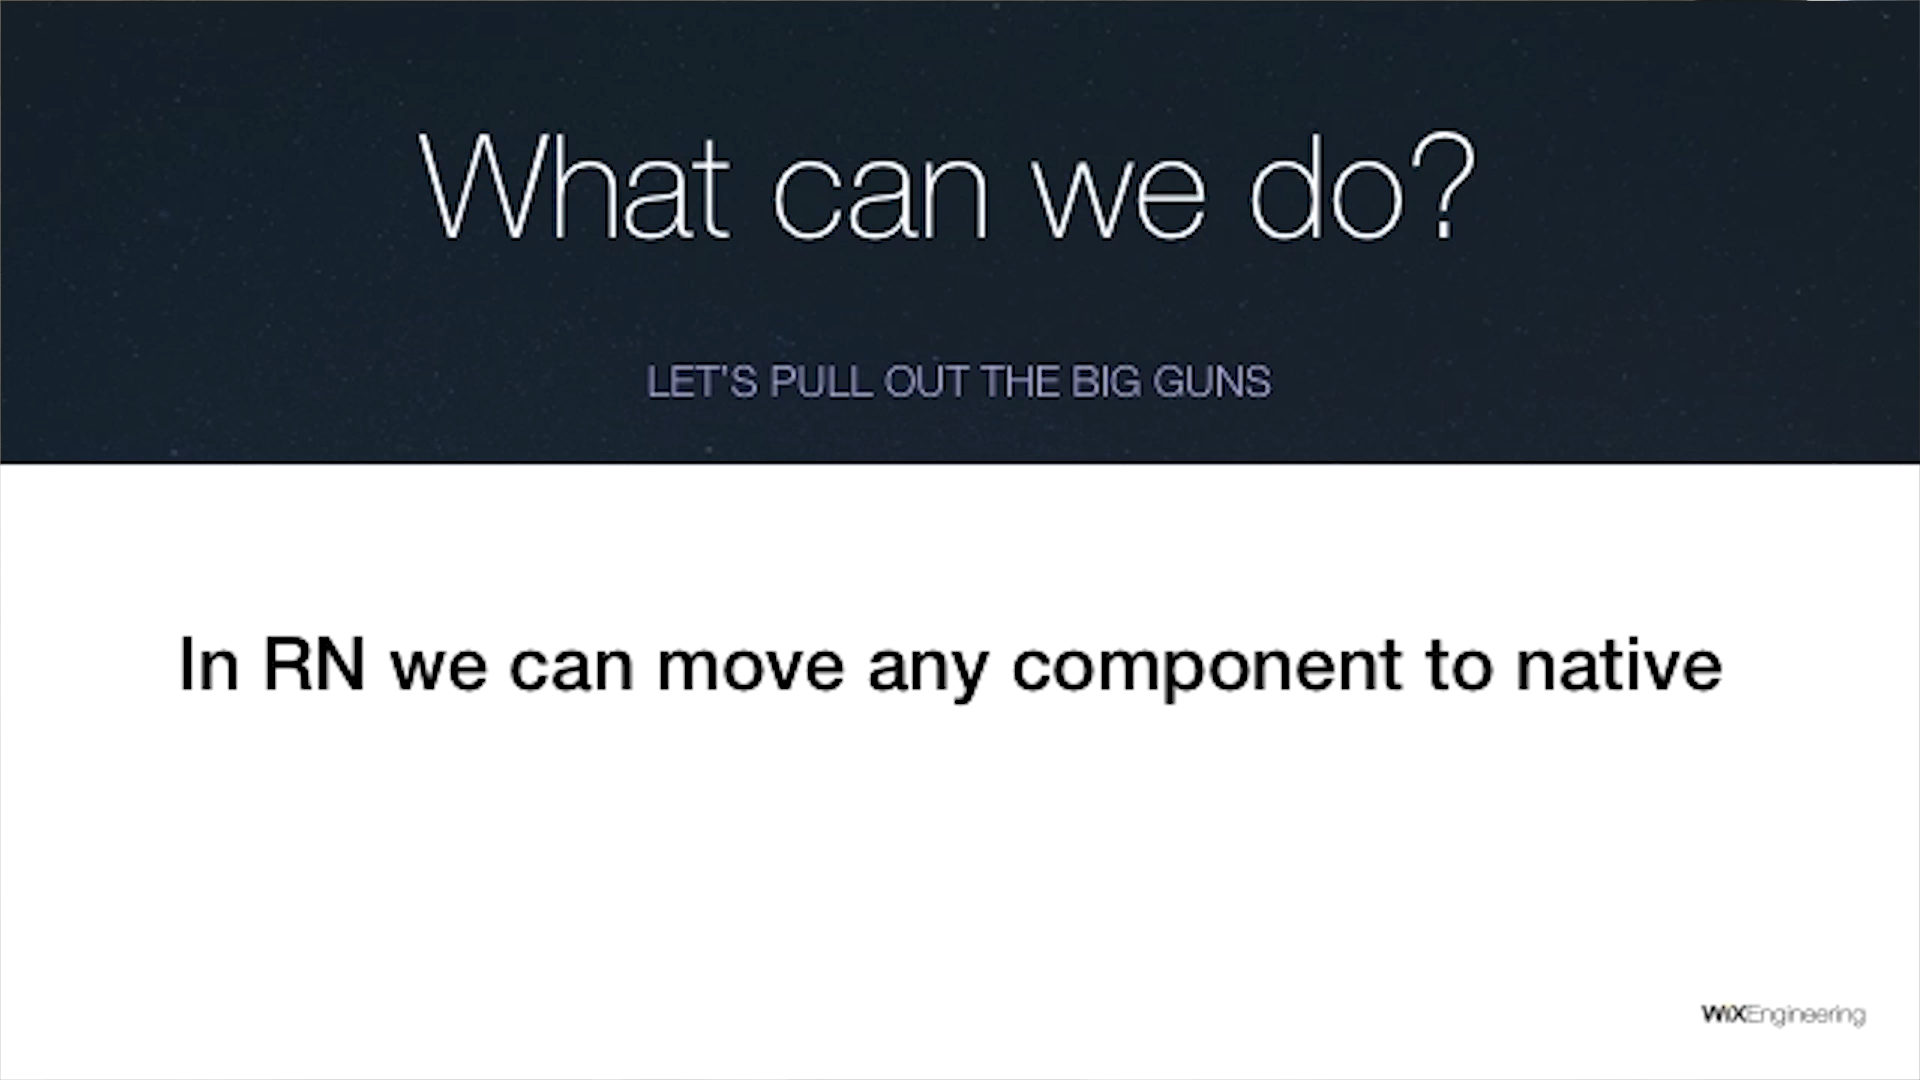 What can we do?
LET'S PULL OUT THE BIG GUNS
In RN we can move any component to native
WiXEngineering